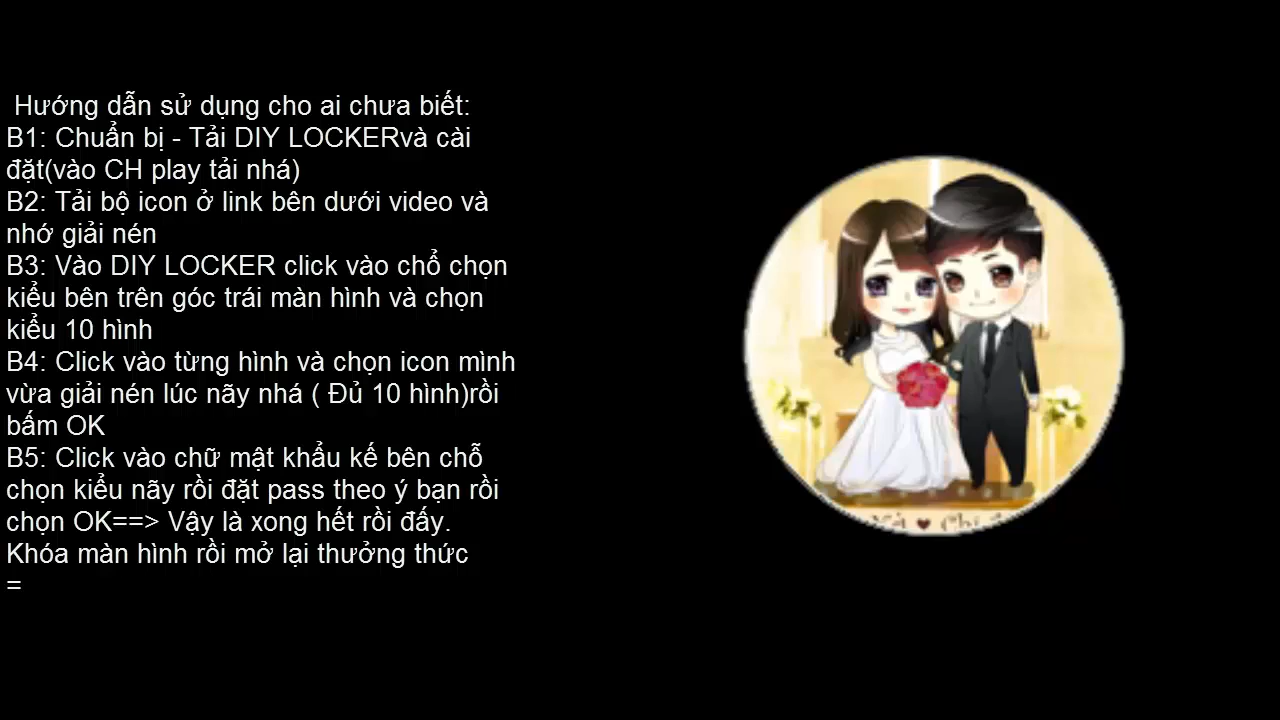 Hướng dẫn sử dụng cho ai chưa biết:
B1: Chuẩn bị - Tải DIY LOCKERvà cài
đặt(vào CH play tải nhá)
B2: Tải bộ icon ở link bên dưới video và
nhớ giải nén
B3: Vào DIY LOCKER click vào chổ chọn
kiểu bên trên góc trái man hình và chọn
kiểu 10 hình
B4: Click vào từng hình và chọn icon mình
vừa giải nén lúc nãy nhá ( Đủ 10 hình)rồi
bấm OK
B5: Click vào chữ mật khẩu kế bên chỗ
chọn kiểu nãy rồi đặt pass theo ý bạn rồi
chọn OK==> Vậy là xong hết rồi đấy.
Khóa màn hình rồi mở lại thưởng thức
=